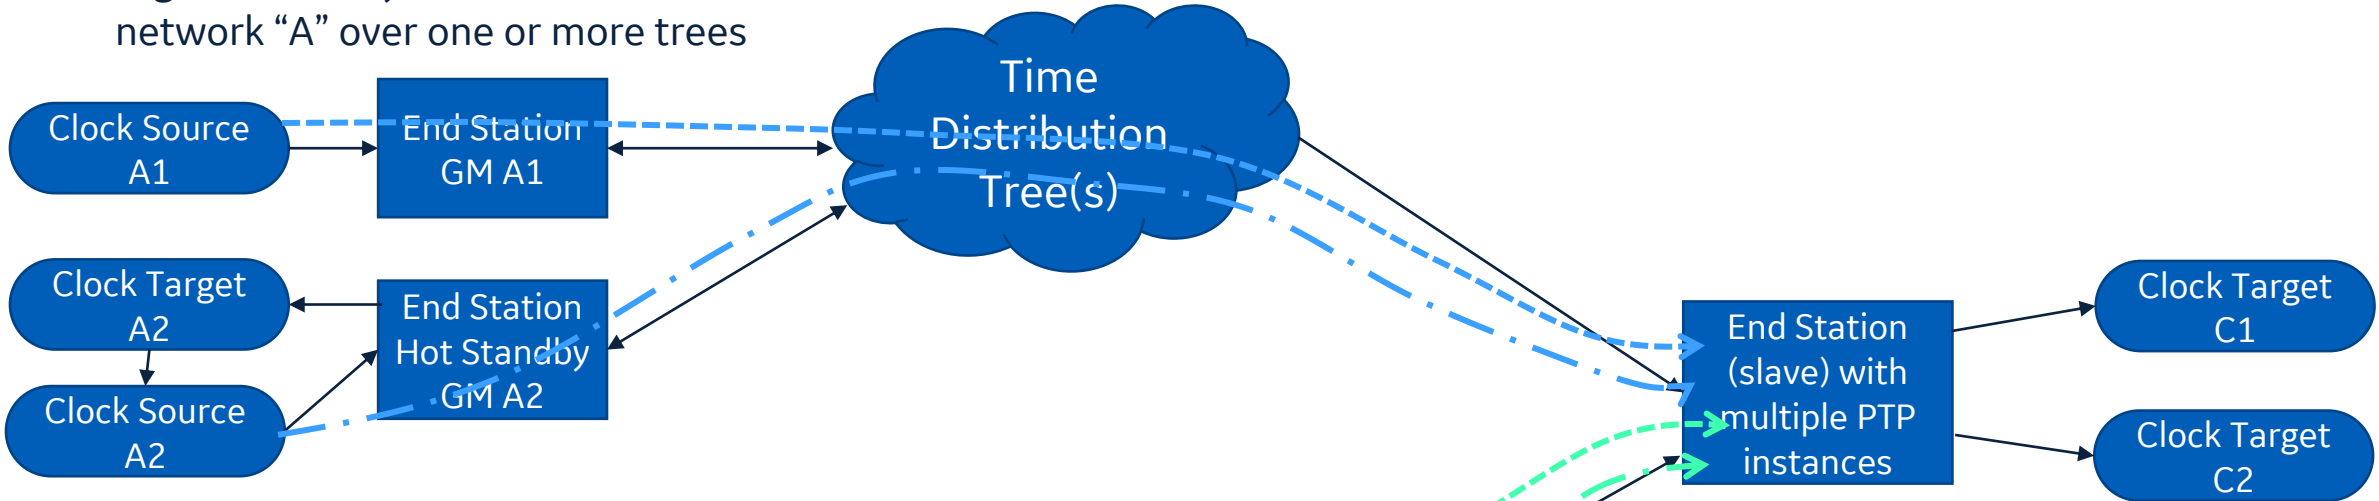 network “A” over one or more trees
Clock Source
A1
End Station
GM A1
Time
Distribution
Tree(s)
Clock Target
A2
End Station
Hot Standby
GM A2
Clock Source
A2
End Station
(slave) with
multiple PTP
instances
Clock Target
C1
Clock Target
C2